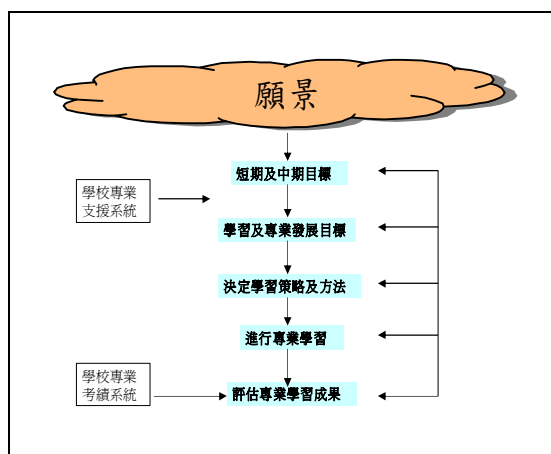 願景
短期及中期目標
學校專業
支援系統
學習及專業發展目標
決定學習策略及方法
進行專業學習
學校專業
考績系統
評估專業學習成果